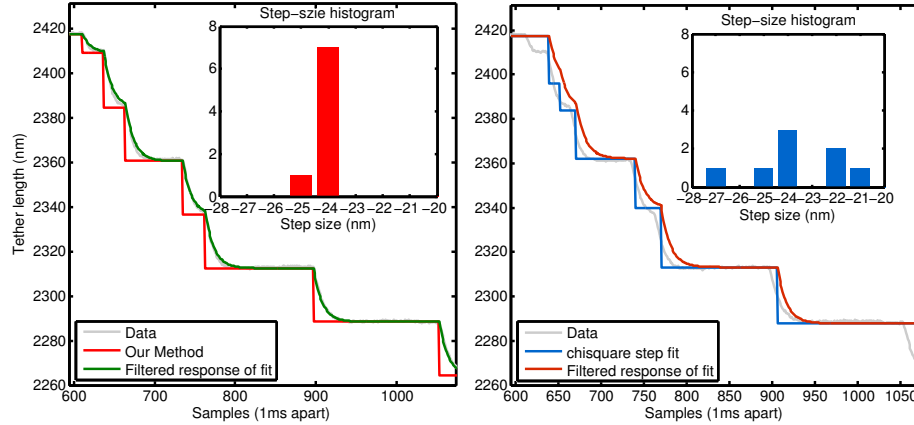 Step−szie histogram
2420
2400
2380
2360
2340
2320
2300
2280
2260
Tether length (nm)
8
6
4
2
0
−28 −27 −26 −25 −24 −23 −22 −21 −20
Step size (nm)
Data
Our Method
Filtered response of fit
600 700 800 900 1000
Samples (1ms apart)
Step−size histogram
2420
2400
2380
2360
2340
2320
2300
2280
2260
8
6
4
2
0
−28 −27 −26 −25 −24 −23 −22 −21 −20
Step size (nm)
Data
chisquare step fit
Filtered response of fit
600 650 700 750 800 850 900 950 1000 1050
Samples (1ms apart)